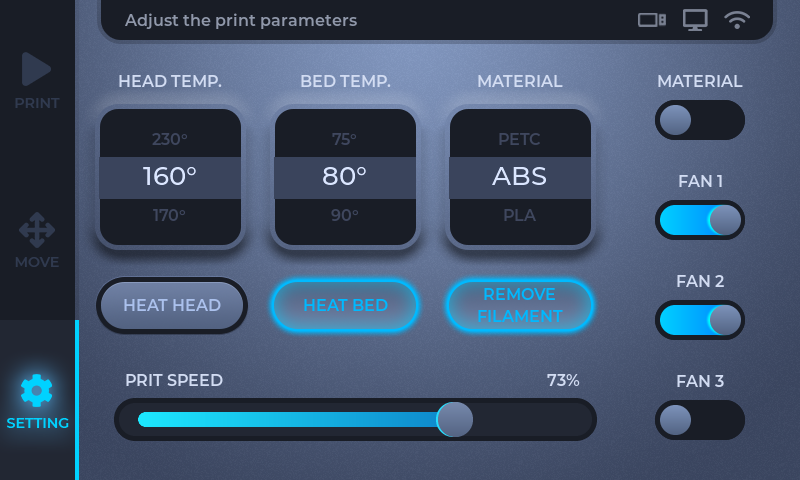 Adjust the print parameters
PRINT
MOVE
SETTING
HEAD TEMP.
230°
160°
170°
HEAT HEAD
BED TEMP.
75°
80°
90°
HEAT BED
MATERIAL
PETC
ABS
PLA
REMOVE
FILAMENT
PRIT SPEED
73%
MATERIAL
FAN 1
FAN 2
FAN 3